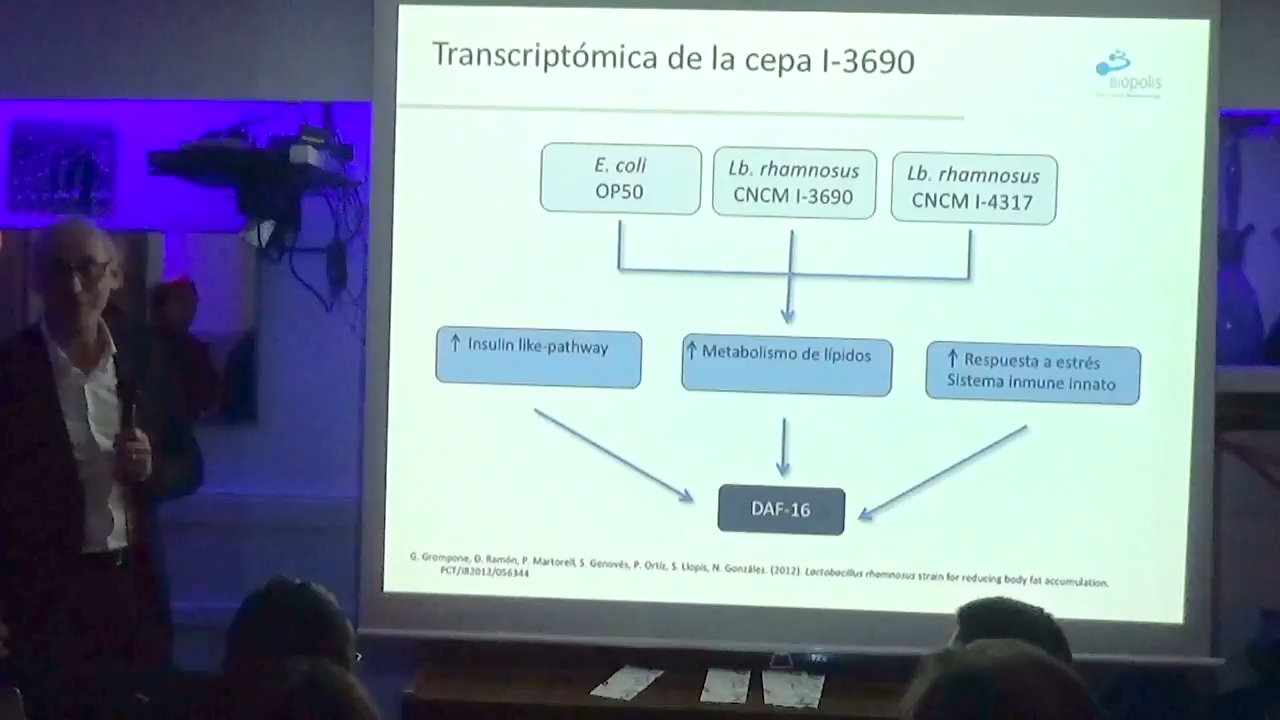 Transcriptómica de la cepa I-3690
Biópolis
E. coli
OP50
Lb. rhamnosus
CNCM I-3690
Lb. rhamnosus
CNCM I-4317
↑ Insulin like-pathway
↑ Metabolismo de lípidos
↑ Respuesta a estrés
Sistema inmune innato
DAF-16
G. Grompone, D. Ramón, P. Martorell, S. Genovés, P. Ortiz, S. Llopis, N. González. (2012). Lactobacillus rhamnosus strain for reducing body fat accumulation.
PCT/IB2012/056344